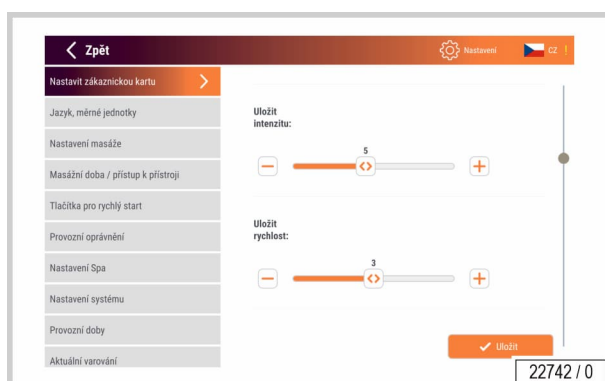 Zpět
Nastavení
CZ !
Nastavit zákaznickou kartu
Jazyk, měrné jednotky
Nastavení masáže
Masážní doba / přístup k přístroji
Tlačítka pro rychlý start
Provozní oprávnění
Nastavení Spa
Nastavení systému
Provozní doby
Aktuální varování
Uložit
intenzitu:
5
Uložit
rychlost:
3
Uložit
22742 / 0